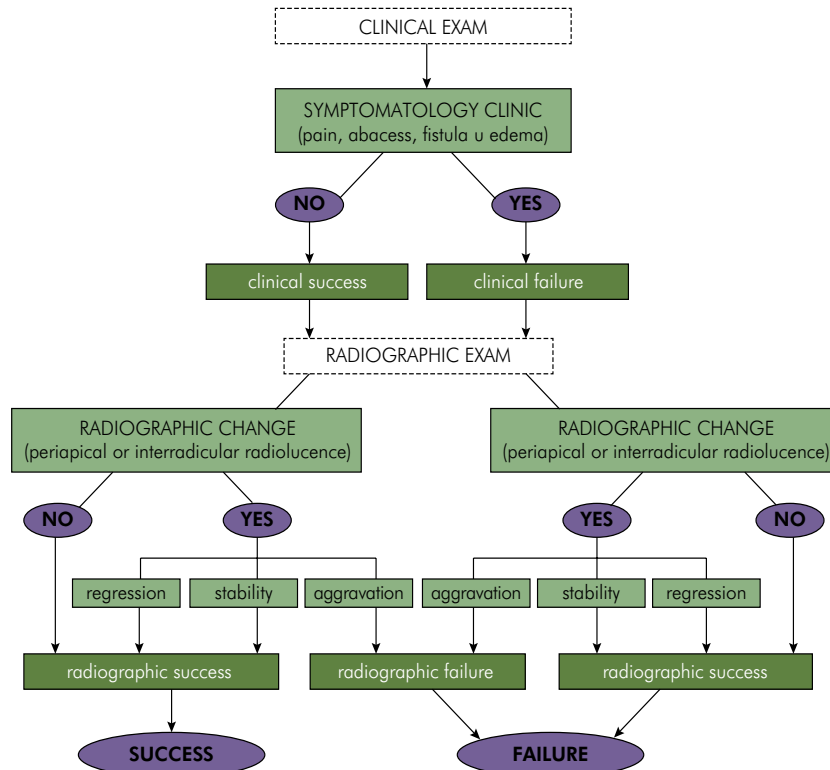 CLINICAL EXAM
SYMPTOMATOLOGY CLINIC
(pain, abacess, fistula u edema)
NO
YES
clinical success
clinical failure
RADIOGRAPHIC EXAM
RADIOGRAPHIC CHANGE
(periapical or interradicular radiolucence)
RADIOGRAPHIC CHANGE
(periapical or interradicular radiolucence)
NO
YES
YES
NO
regression
stability
aggravation
aggravation
stability
regression
radiographic success
radiographic failure
radiographic success
SUCCESS
FAILURE